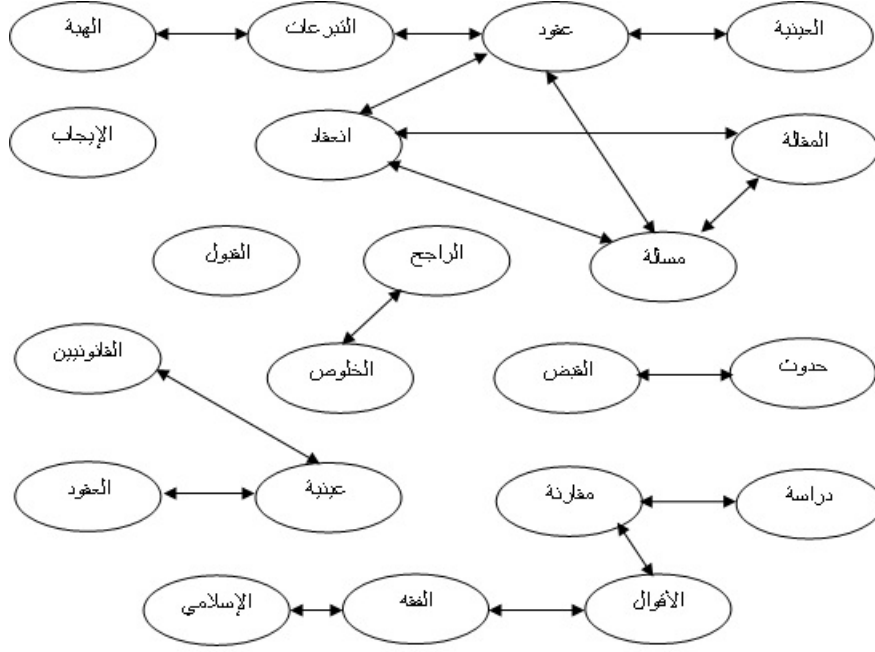 العينية
عقود
التبرعات
الهبة
المقالة
انعقاد
الإيجاب
مسألة
الراجح
القبول
حدوث
القبض
الخلوص
القانونيين
دراسة
مقارنة
عينية
العقود
الأقوال
الفقه
الإسلامي